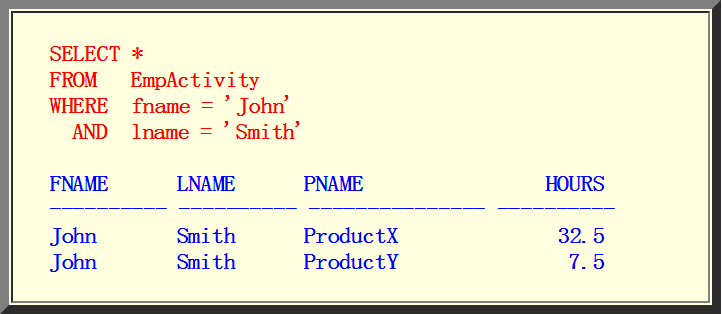 SELECT *
FROM   EmpActivity
WHERE  fname = 'John'
  AND  lname = 'Smith'
FNAME      LNAME      PNAME                HOURS
---------- ---------- --------------- ----------
John       Smith      ProductX              32.5
John       Smith      ProductY               7.5